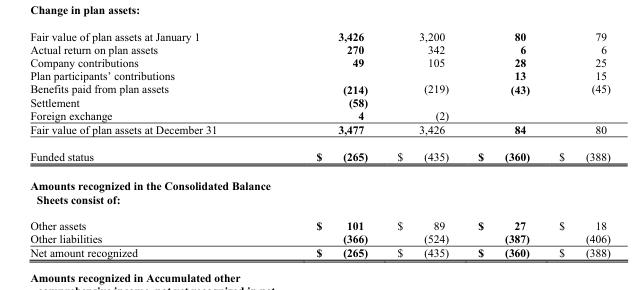 Change in plan assets:
Fair value of plan assets at January 1 3,426 3,200 80 79
Actual return on plan assets 270 342 6 6
Company contributions 49 105 28 25
Plan participants' contributions 13 15
Benefits paid from plan assets (214) (219) (43) (45)
Settlement (58)
Foreign exchange 4 (2)
Fair value of plan assets at December 31 3,477 3,426 84 80
Funded status $ (265) $ (435) $ (360) $ (388)
Amounts recognized in the Consolidated Balance
Sheets consist of:
Other assets $ 101 $ 89 $ 27 $ 18
Other liabilities (366) (524) (387) (406)
Net amount recognized $ (265) $ (435) $ (360) $ (388)
Amounts recognized in Accumulated other